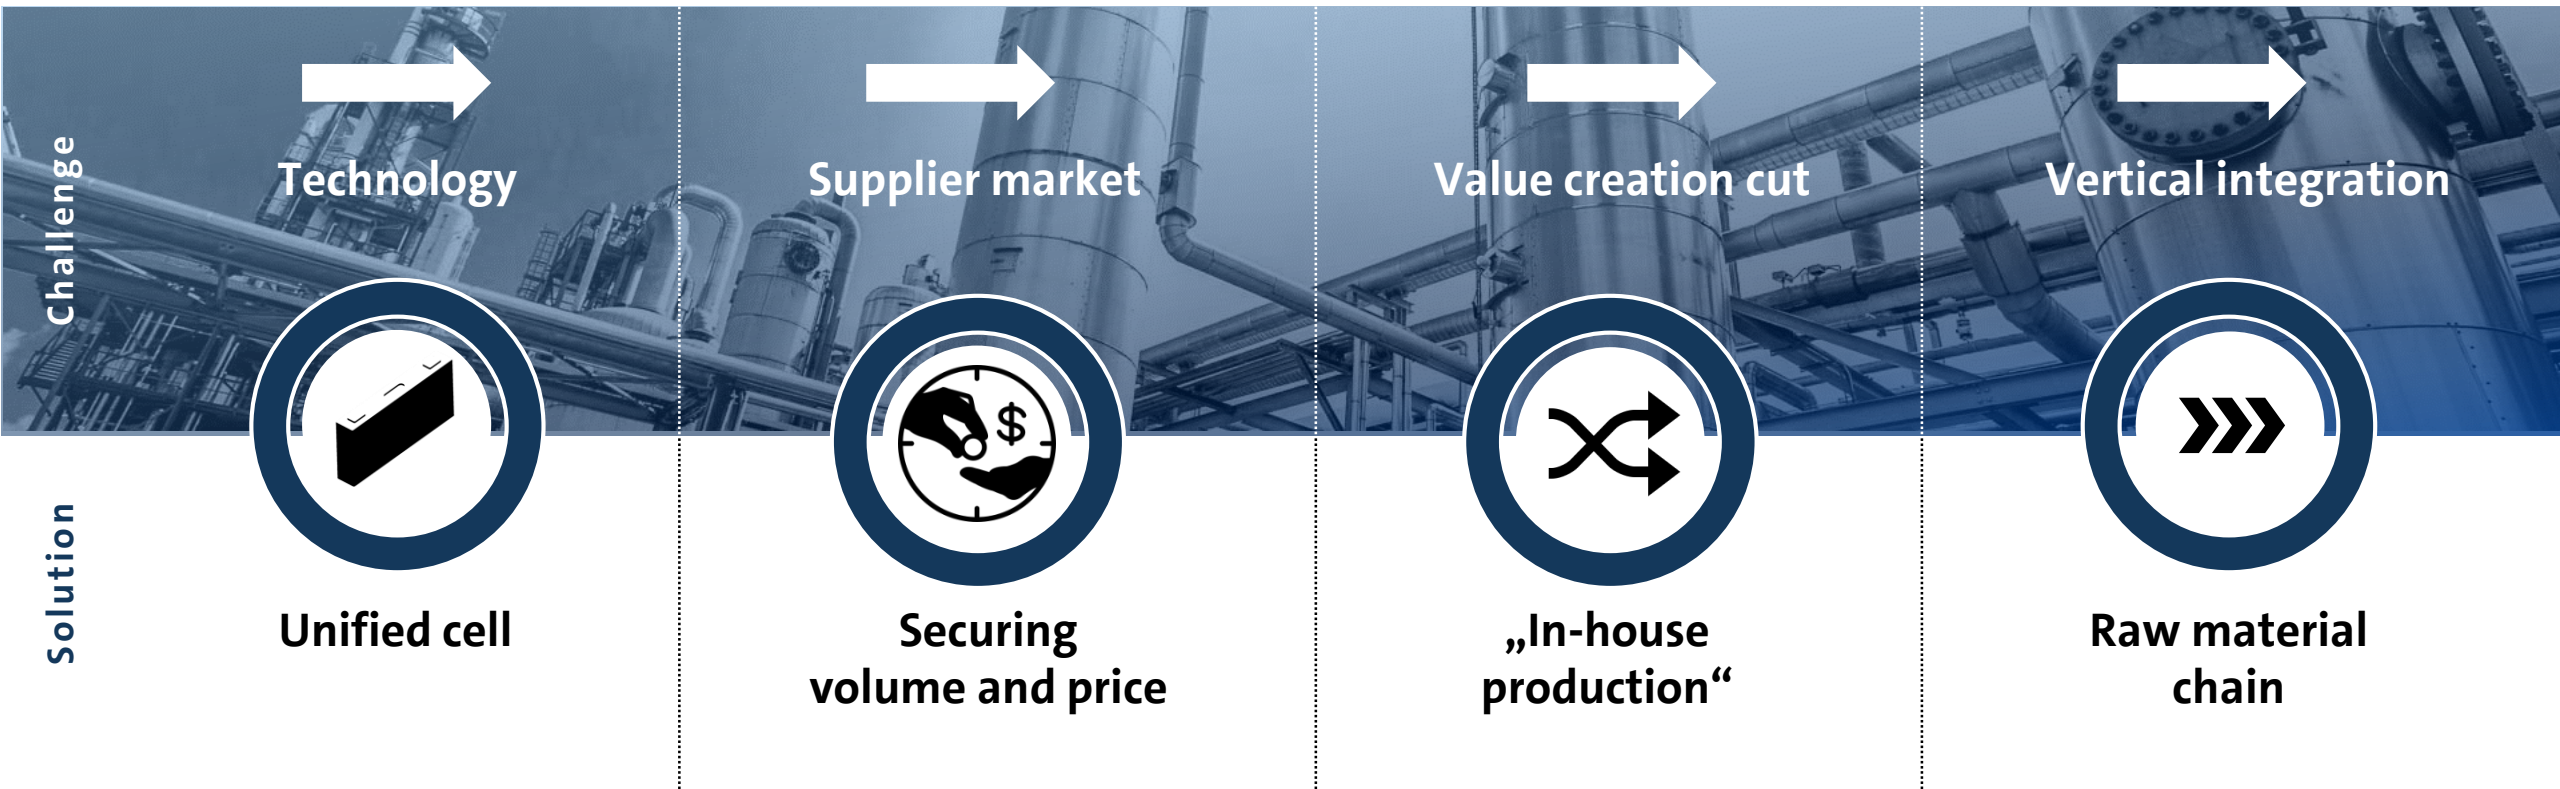 Challenge
Technology
Supplier market
Value creation cut
Vertical integration
$
Solution
Unified cell
Securing
volume and price
„In-house
production“
Raw material
chain